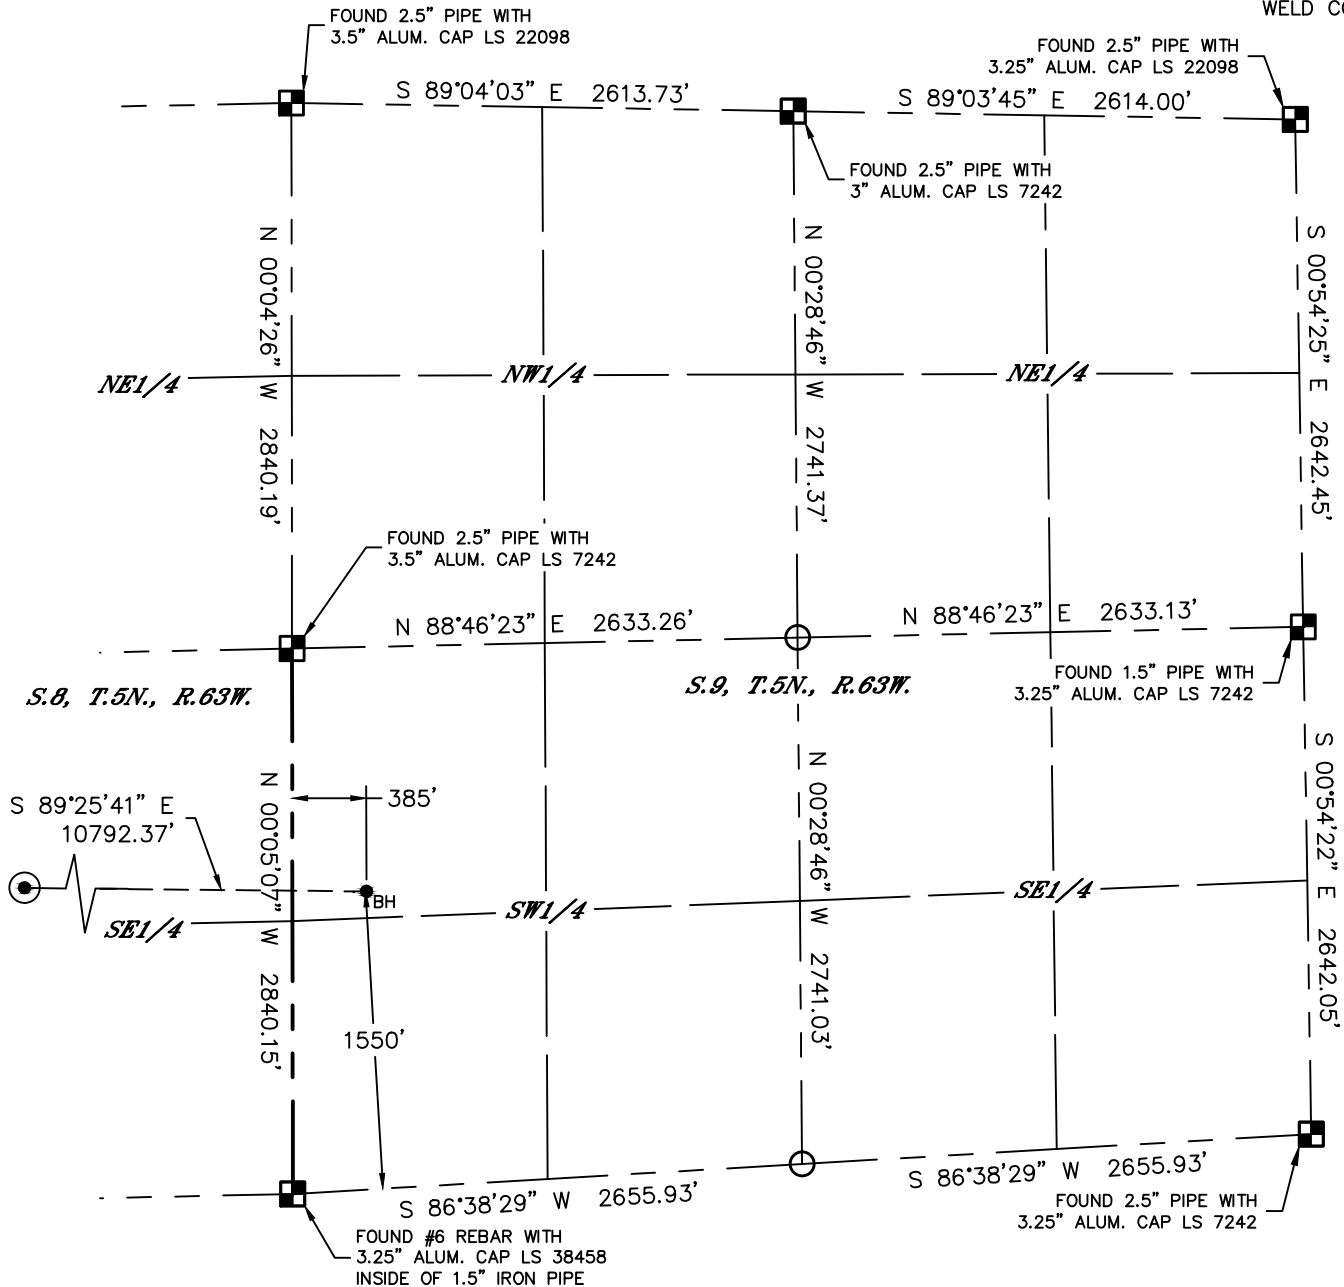 WELD CO
FOUND 2.5" PIPE WITH
3.5" ALUM. CAP LS 22098
FOUND 2.5" PIPE WITH
3.25" ALUM. CAP LS 22098
S 89°04'03" E 2613.73'
S 89°03'45" E 2614.00'
FOUND 2.5" PIPE WITH
3" ALUM. CAP LS 7242
N 00°04'26" W 2840.19'
N 00°28'46" W 2741.37'
S 00°54'25" E 2642.45'
NE1/4
NW1/4
NE1/4
FOUND 2.5" PIPE WITH
3.5" ALUM. CAP LS 7242
N 88°46'23" E 2633.26'
N 88°46'23" E 2633.13'
S.8, T.5N., R.63W.
S.9, T.5N., R.63W.
FOUND 1.5" PIPE WITH
3.25" ALUM. CAP LS 7242
S 89°25'41" E
10792.37'
385'
N 00°05'07" W 2840.15'
N 00°28'46" W 2741.03'
S 00°54'22" E 2642.05'
BH
SE1/4
SW1/4
SE1/4
1550'
S 86°38'29" W 2655.93'
S 86°38'29" W 2655.93'
FOUND 2.5" PIPE WITH
3.25" ALUM. CAP LS 7242
FOUND #6 REBAR WITH
3.25" ALUM. CAP LS 38458
INSIDE OF 1.5" IRON PIPE